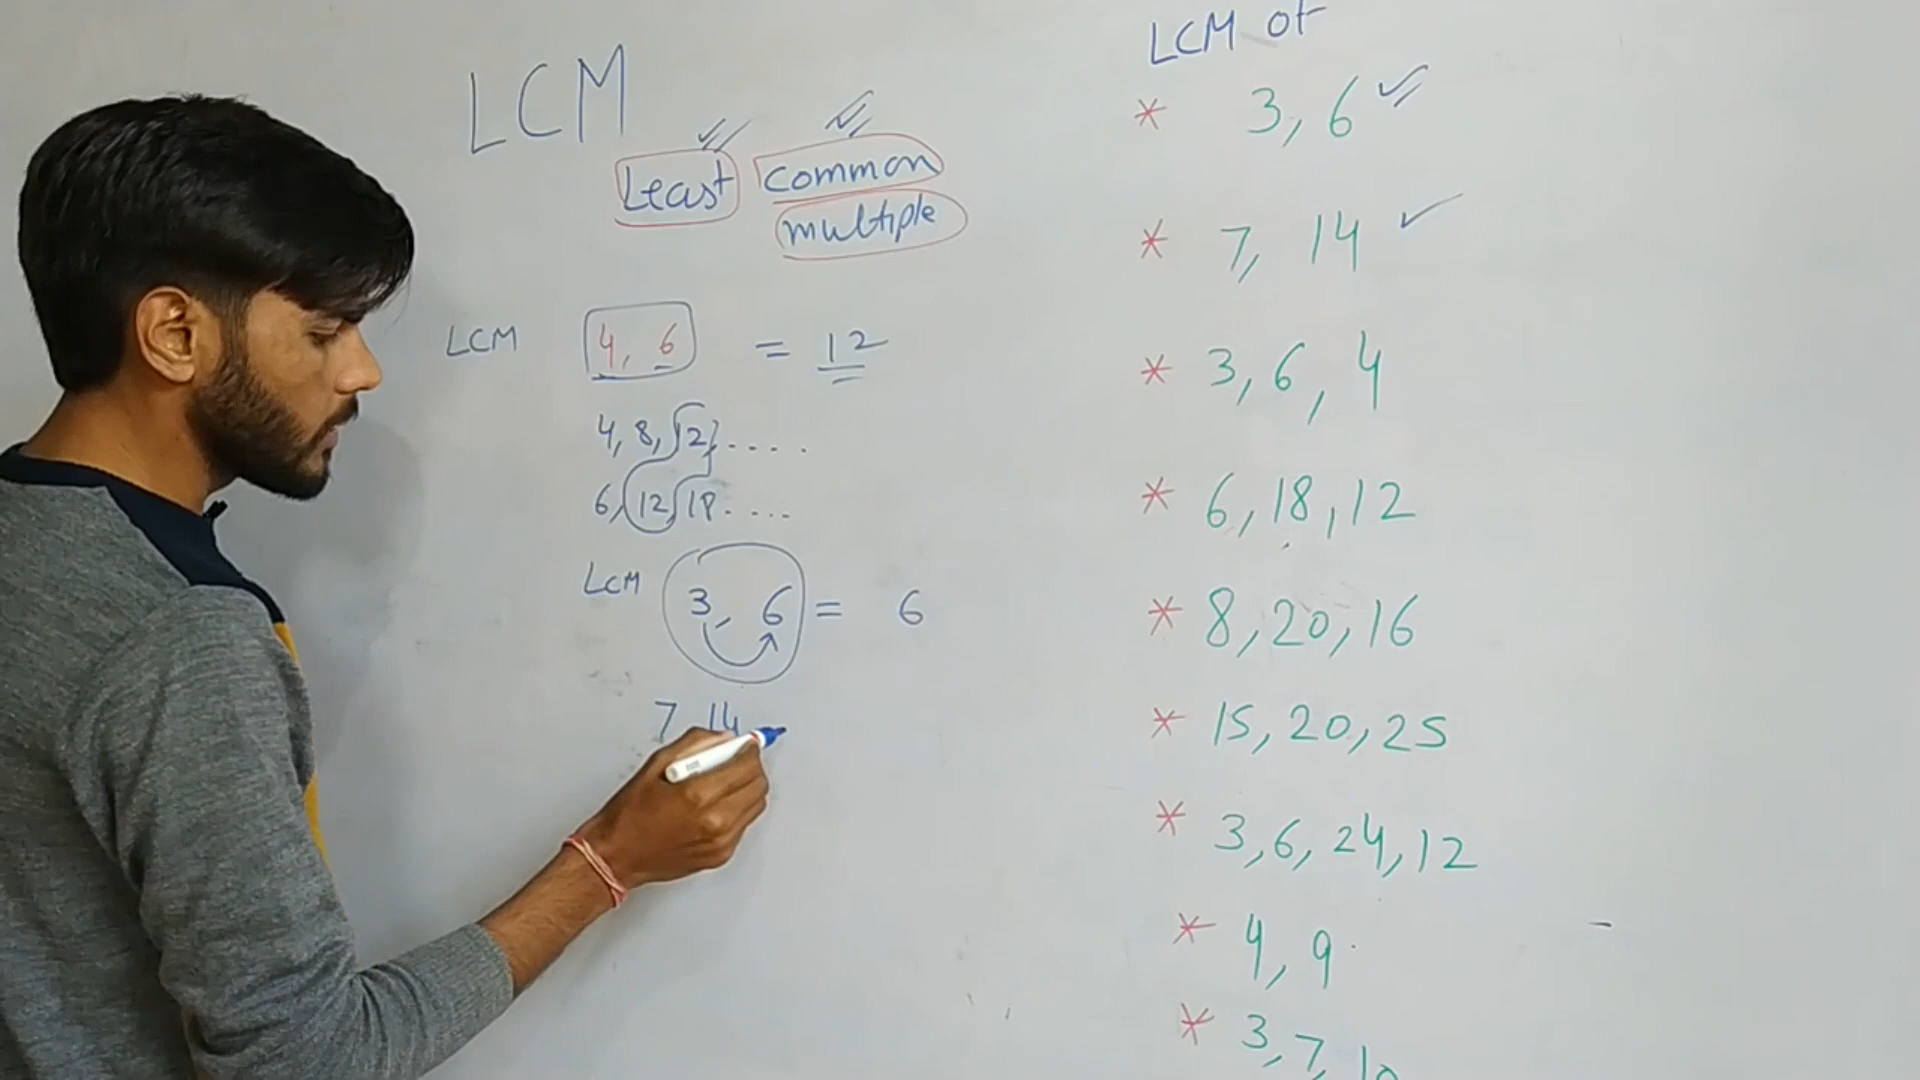 LCM
Least common
multiple
LCM 4, 6 = 12
4, 8, 12, .....
6, 12, 18 ....
LCM 3, 6 = 6
7, 14
LCM of
* 3, 6
* 7, 14
* 3, 6, 4
* 6, 18, 12
* 8, 20, 16
* 15, 20, 25
* 3, 6, 24, 12
* 4, 9
* 3, 7, 10